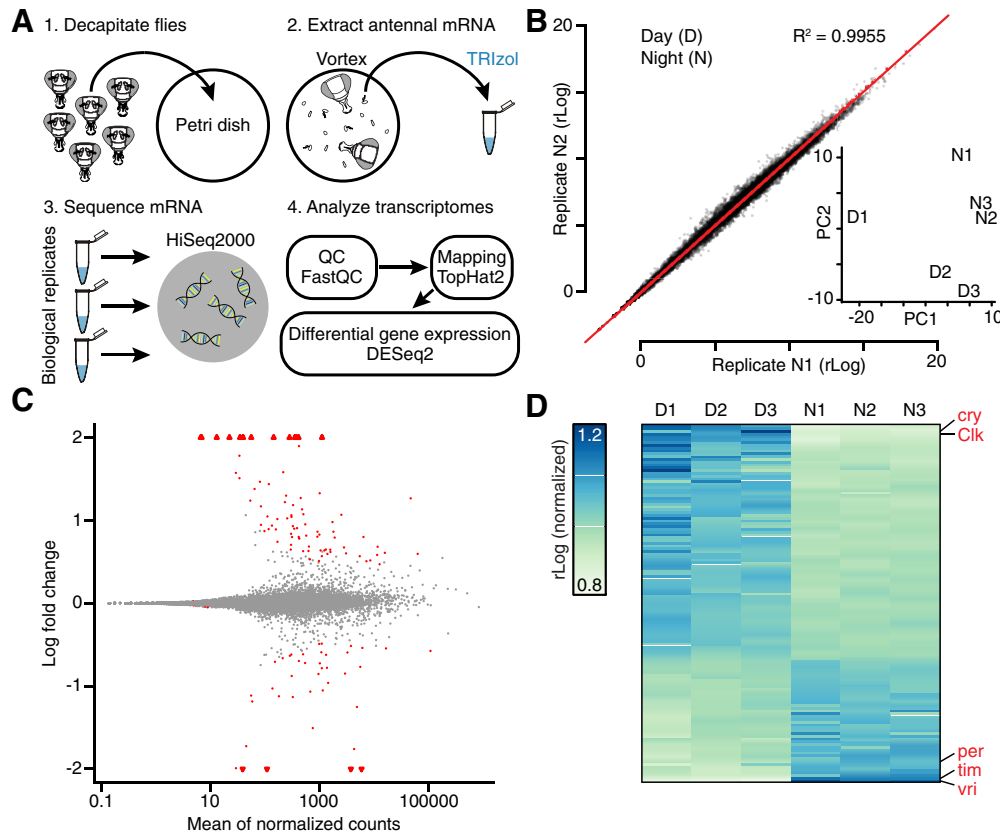 A
1. Decapitate flies
2. Extract antennal mRNA
Vortex
TRIzol
Petri dish
3. Sequence mRNA
4. Analyze transcriptomes
Biological replicates
HiSeq2000
QC
FastQC
Mapping
TopHat2
Differential gene expression
DESeq2
B
20
Day (D)
Night (N)
R² = 0.9955
Replicate N2 (rLog)
0
0
Replicate N1 (rLog)
20
10
PC2
-10
-20
PC1
10
N1
N3
N2
D1
D2
D3
C
2
1
0
-1
-2
Log fold change
0.1
10
1000
100000
Mean of normalized counts
D
D1 D2 D3 N1 N2 N3
1.2
rLog (normalized)
0.8
cry
Clk
per
tim
vri